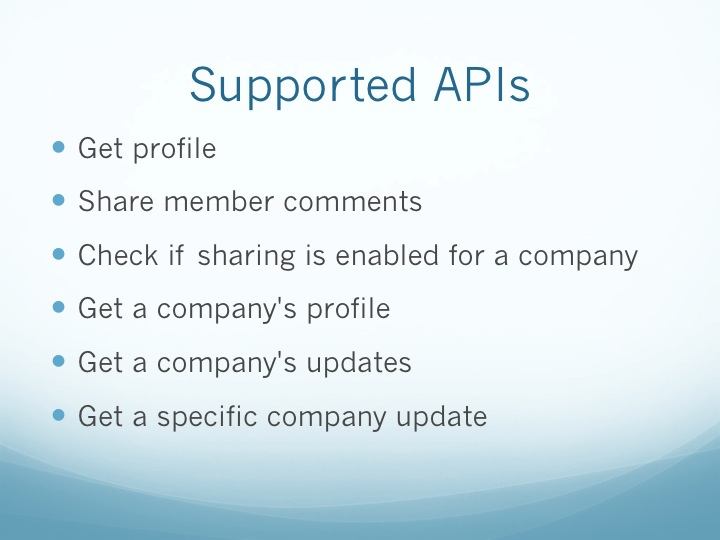 Supported APIs
• Get profile
• Share member comments
• Check if sharing is enabled for a company
• Get a company's profile
• Get a company's updates
• Get a specific company update